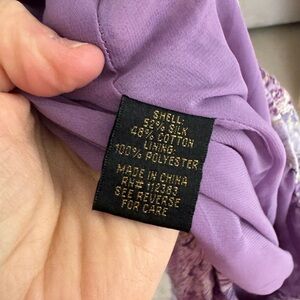 SHELL:
52% SILK
48% COTTON
LINING:
100% POLYESTER
MADE IN CHINA
RN# 112383
SEE REVERSE
FOR CARE